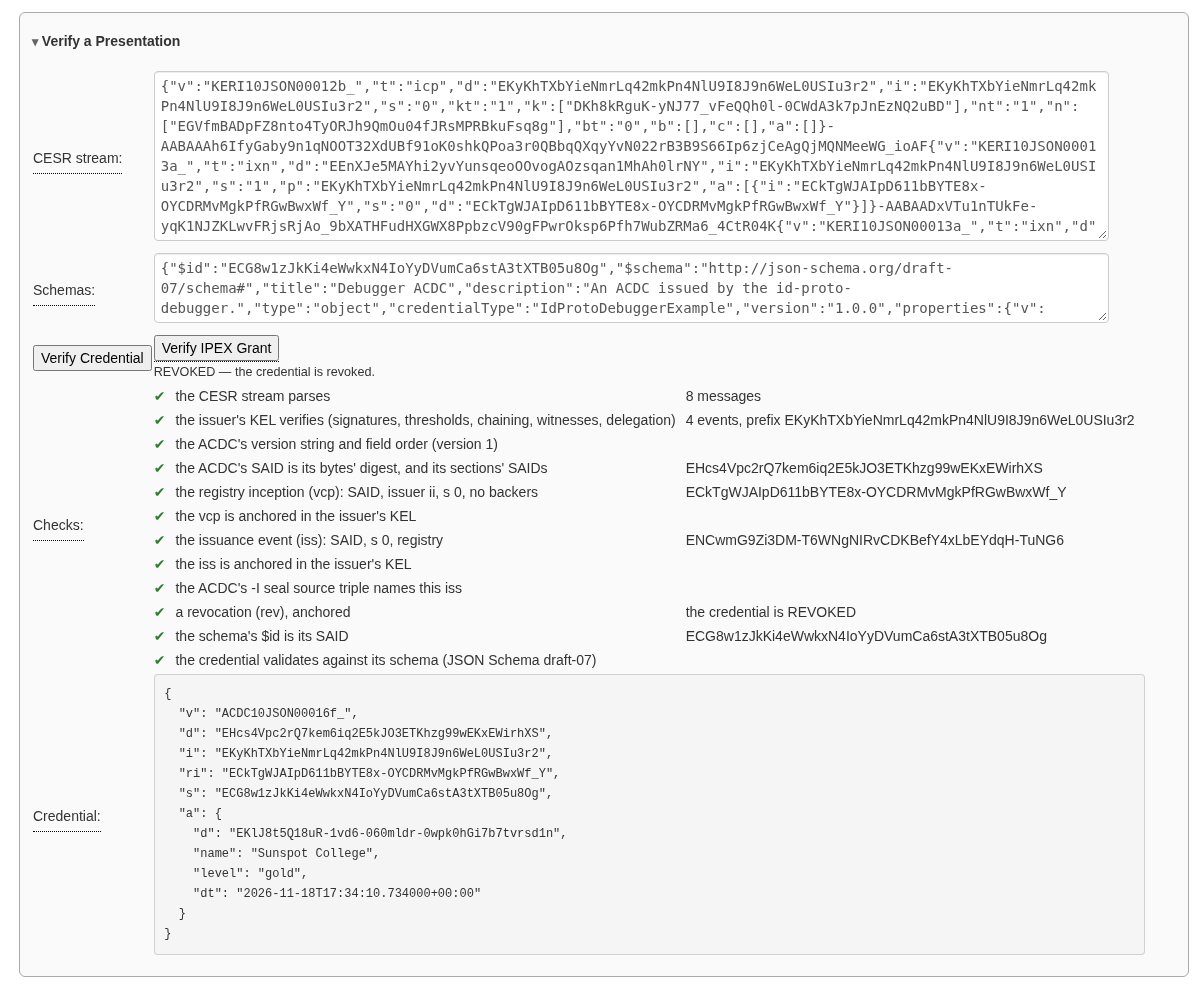 ▾ Verify a Presentation
CESR stream:
{"v":"KERI10JSON00012b_","t":"icp","d":"EKyKhTXbYieNmrLq42mkPn4NlU9I8J9n6WeL0USIu3r2","i":"EKyKhTXbYieNmrLq42mk
Pn4NlU9I8J9n6WeL0USIu3r2","s":"0","kt":"1","k":["DKh8kRguK-yNJ77_vFeQQh0l-0CWdA3k7pJnEzNQ2uBD"],"nt":"1","n":
["EGVfmBADpFZ8nto4TyORJh9QmOu04fJRsMPRBkuFsq8g"],"bt":"0","b":[],"c":[],"a":[]}-
AABAAAh6IfyGaby9n1qNOOT32XdUBf91oK0shkQPoa3r0QBbqQXqyYvN022rB3B9S66Ip6zjCeAgQjMQNMeeWG_ioAF{"v":"KERI10JSON0001
3a_","t":"ixn","d":"EEnXJe5MAYhi2yvYunsqeoOOvogAOzsqan1MhAh0lrNY","i":"EKyKhTXbYieNmrLq42mkPn4NlU9I8J9n6WeL0USI
u3r2","s":"1","p":"EKyKhTXbYieNmrLq42mkPn4NlU9I8J9n6WeL0USIu3r2","a":[{"i":"ECkTgWJAIpD611bBYTE8x-
OYCDRMvMgkPfRGwBwxWf_Y","s":"0","d":"ECkTgWJAIpD611bBYTE8x-OYCDRMvMgkPfRGwBwxWf_Y"}]}-AABAADxVTu1nTUkFe-
yqK1NJZKLwvFRjsRjAo_9bXATHFudHXGWX8PpbzcV90gFPwrOksp6Pfh7WubZRMa6_4CtR04K{"v":"KERI10JSON00013a_","t":"ixn","d"
Schemas:
{"$id":"ECG8w1zJkKi4eWwkxN4IoYyDVumCa6stA3tXTB05u8Og","$schema":"http://json-schema.org/draft-
07/schema#","title":"Debugger ACDC","description":"An ACDC issued by the id-proto-
debugger.","type":"object","credentialType":"IdProtoDebuggerExample","version":"1.0.0","properties":{"v":
Verify Credential
Verify IPEX Grant
REVOKED — the credential is revoked.
Checks:
✔ the CESR stream parses 8 messages
✔ the issuer's KEL verifies (signatures, thresholds, chaining, witnesses, delegation) 4 events, prefix EKyKhTXbYieNmrLq42mkPn4NlU9I8J9n6WeL0USIu3r2
✔ the ACDC's version string and field order (version 1)
✔ the ACDC's SAID is its bytes' digest, and its sections' SAIDs EHcs4Vpc2rQ7kem6iq2E5kJO3ETKhzg99wEKxEWirhXS
✔ the registry inception (vcp): SAID, issuer ii, s 0, no backers ECkTgWJAIpD611bBYTE8x-OYCDRMvMgkPfRGwBwxWf_Y
✔ the vcp is anchored in the issuer's KEL
✔ the issuance event (iss): SAID, s 0, registry ENCwmG9Zi3DM-T6WNgNIRvCDKBefY4xLbEYdqH-TuNG6
✔ the iss is anchored in the issuer's KEL
✔ the ACDC's -I seal source triple names this iss
✔ a revocation (rev), anchored the credential is REVOKED
✔ the schema's $id is its SAID ECG8w1zJkKi4eWwkxN4IoYyDVumCa6stA3tXTB05u8Og
✔ the credential validates against its schema (JSON Schema draft-07)
Credential:
{
  "v": "ACDC10JSON00016f_",
  "d": "EHcs4Vpc2rQ7kem6iq2E5kJO3ETKhzg99wEKxEWirhXS",
  "i": "EKyKhTXbYieNmrLq42mkPn4NlU9I8J9n6WeL0USIu3r2",
  "ri": "ECkTgWJAIpD611bBYTE8x-OYCDRMvMgkPfRGwBwxWf_Y",
  "s": "ECG8w1zJkKi4eWwkxN4IoYyDVumCa6stA3tXTB05u8Og",
  "a": {
    "d": "EKlJ8t5Q18uR-1vd6-060mldr-0wpk0hGi7b7tvrsd1n",
    "name": "Sunspot College",
    "level": "gold",
    "dt": "2026-11-18T17:34:10.734000+00:00"
  }
}